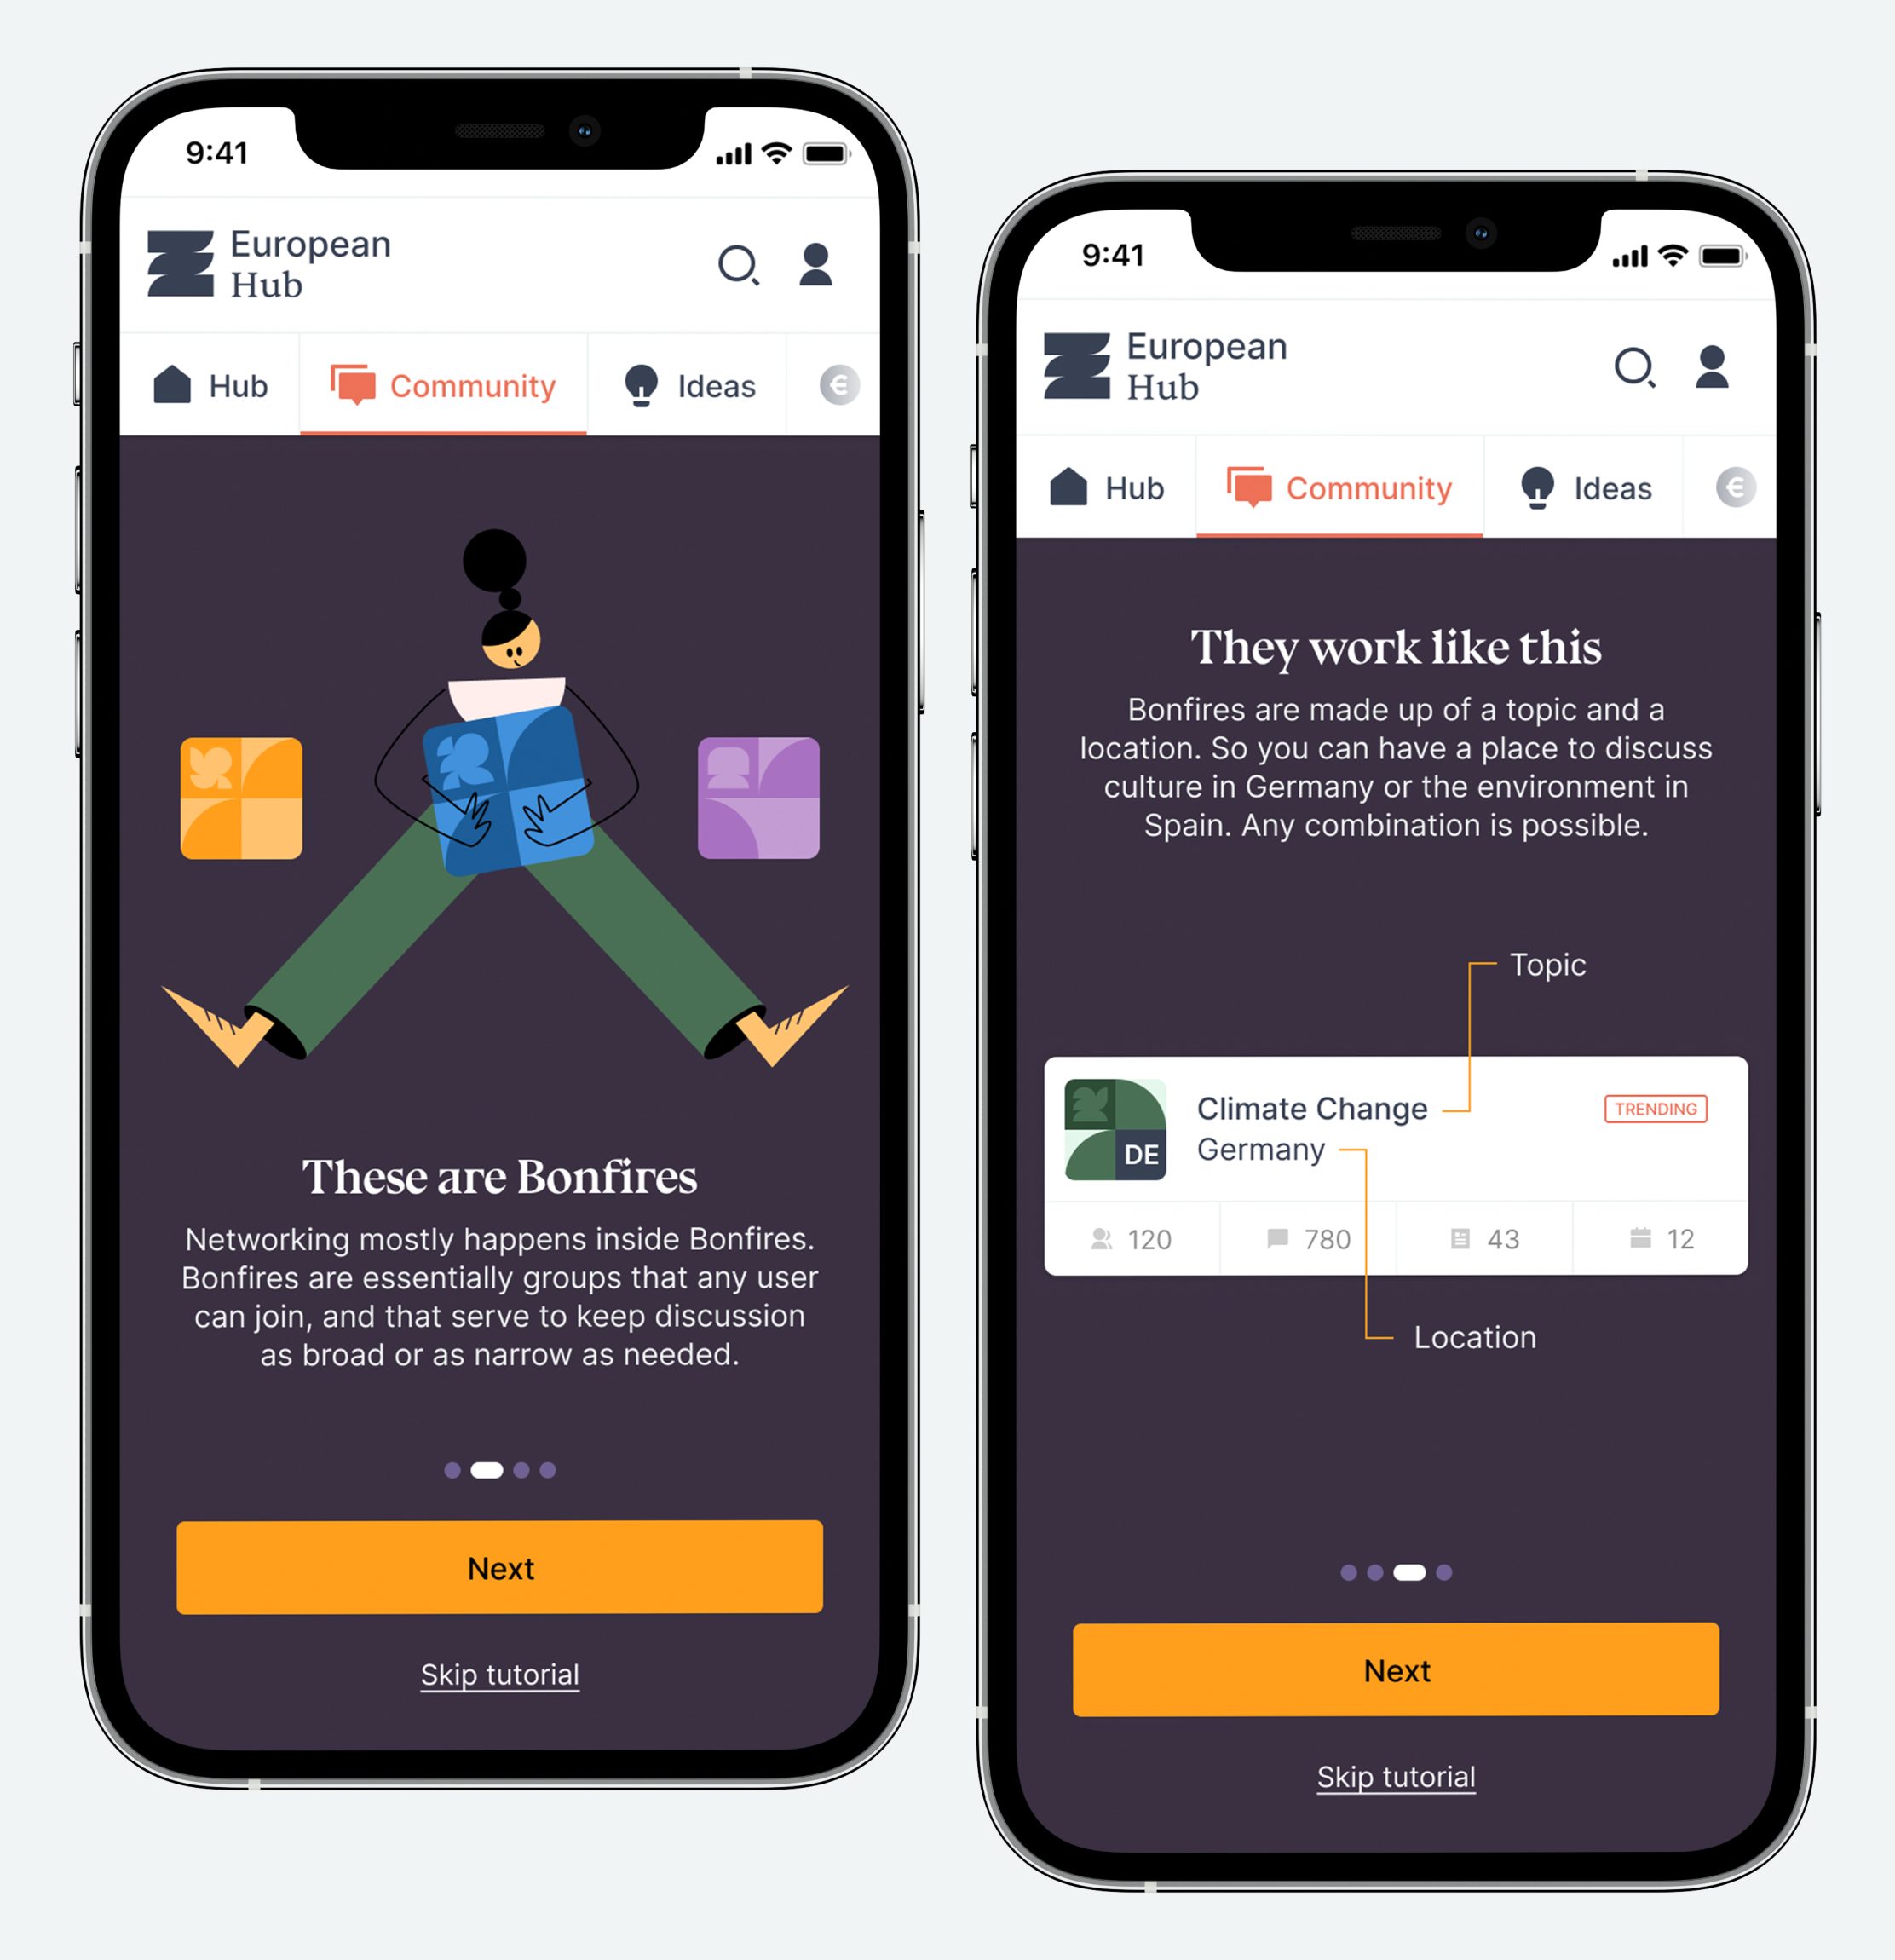 9:41
European
Hub
Hub
Community
Ideas
€
These are Bonfires
Networking mostly happens inside Bonfires.
Bonfires are essentially groups that any user
can join, and that serve to keep discussion
as broad or as narrow as needed.
Next
Skip tutorial
9:41
European
Hub
Hub
Community
Ideas
€
They work like this
Bonfires are made up of a topic and a
location. So you can have a place to discuss
culture in Germany or the environment in
Spain. Any combination is possible.
Topic
Climate Change
TRENDING
Germany
DE
120
780
43
12
Location
Next
Skip tutorial